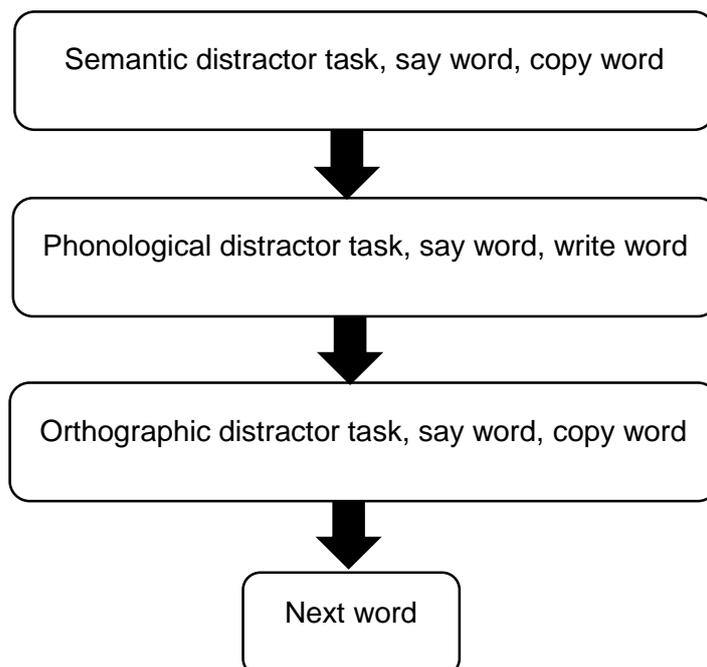 Semantic distractor task, say word, copy word
Phonological distractor task, say word, write word
Orthographic distractor task, say word, copy word
Next word